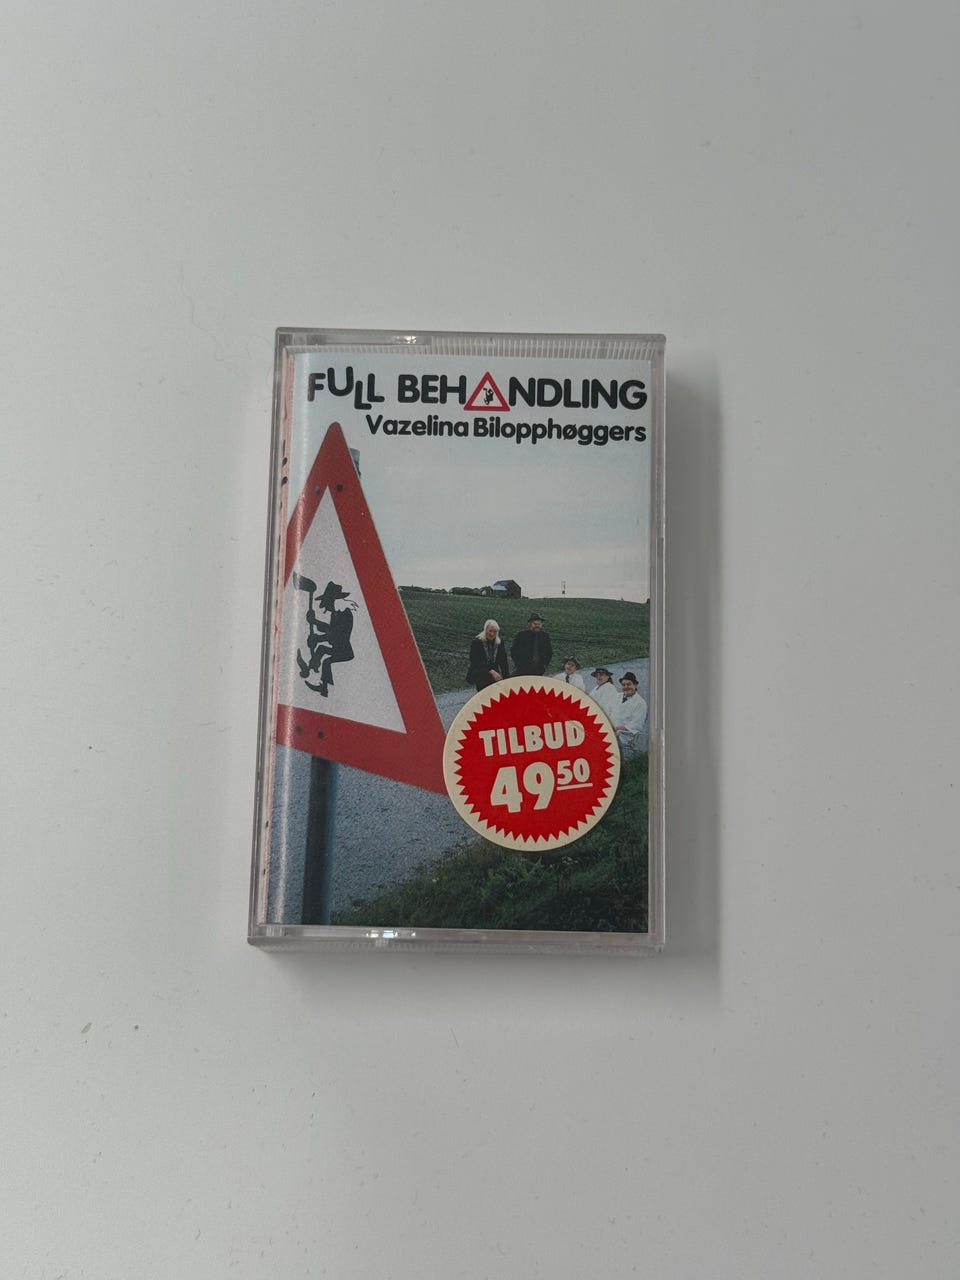 FULL BEHANDLING
Vazelina Bilopphøggers
TILBUD
49 50